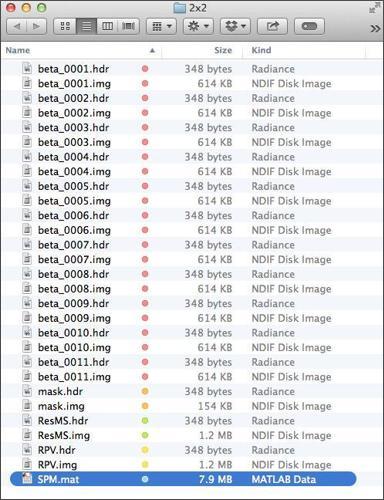 2x2
Name Size Kind
beta_0001.hdr 348 bytes Radiance
beta_0001.img 614 KB NDIF Disk Image
beta_0002.hdr 348 bytes Radiance
beta_0002.img 614 KB NDIF Disk Image
beta_0003.hdr 348 bytes Radiance
beta_0003.img 614 KB NDIF Disk Image
beta_0004.hdr 348 bytes Radiance
beta_0004.img 614 KB NDIF Disk Image
beta_0005.hdr 348 bytes Radiance
beta_0005.img 614 KB NDIF Disk Image
beta_0006.hdr 348 bytes Radiance
beta_0006.img 614 KB NDIF Disk Image
beta_0007.hdr 348 bytes Radiance
beta_0007.img 614 KB NDIF Disk Image
beta_0008.hdr 348 bytes Radiance
beta_0008.img 614 KB NDIF Disk Image
beta_0009.hdr 348 bytes Radiance
beta_0009.img 614 KB NDIF Disk Image
beta_0010.hdr 348 bytes Radiance
beta_0010.img 614 KB NDIF Disk Image
beta_0011.hdr 348 bytes Radiance
beta_0011.img 614 KB NDIF Disk Image
mask.hdr 348 bytes Radiance
mask.img 154 KB NDIF Disk Image
ResMS.hdr 348 bytes Radiance
ResMS.img 1.2 MB NDIF Disk Image
RPV.hdr 348 bytes Radiance
RPV.img 1.2 MB NDIF Disk Image
SPM.mat 7.9 MB MATLAB Data